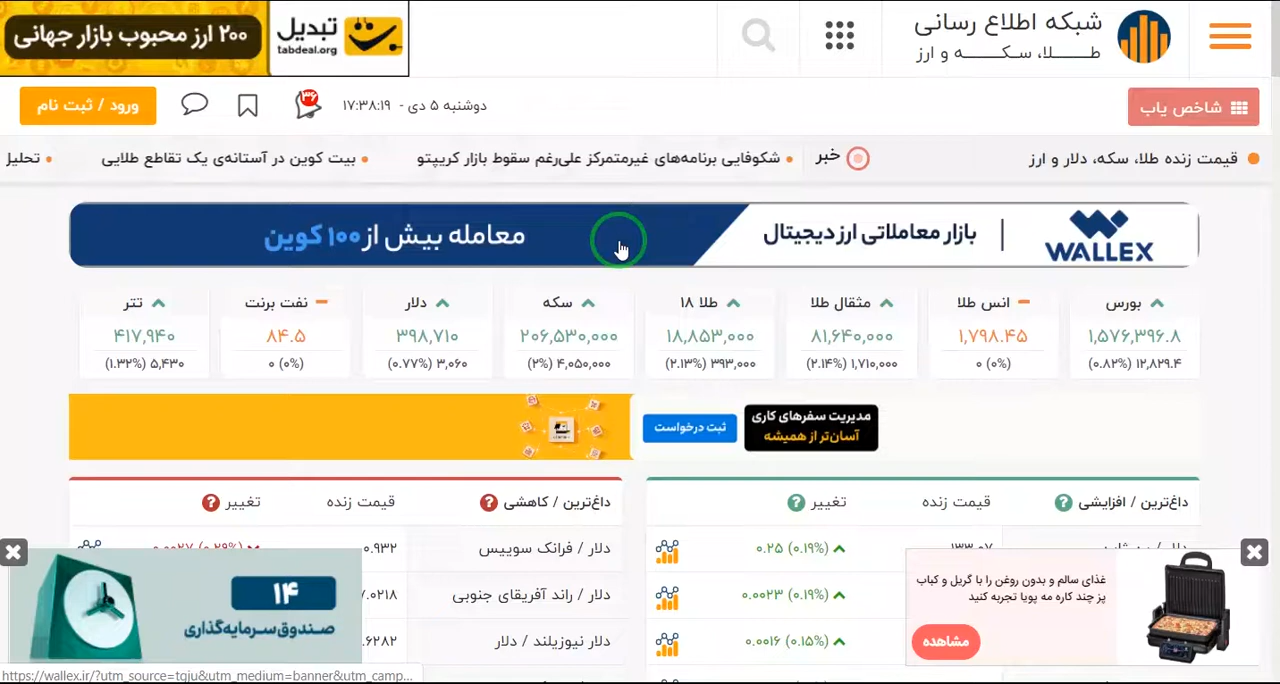 شبکه اطلاع رسانی
طـــلا، سـکـــه و ارز
تبدیل
tabdeal.org
۲۰۰ ارز محبوب بازار جهانی
شاخص یاب
دوشنبه ۵ دی - ۱۷:۳۸:۱۹
۳۶
ورود / ثبت نام
قیمت زنده طلا، سکه، دلار و ارز
خبر
شکوفایی برنامه‌های غیرمتمرکز علی‌رغم سقوط بازار کریپتو
بیت کوین در آستانه‌ی یک تقاطع طلایی
تحلیل
WALLEX
بازار معاملاتی ارز دیجیتال
معامله بیش از ۱۰۰ کوین
بورس
۱,۵۷۶,۳۹۶.۸
(۰.۸۲%) ۱۲,۸۲۹.۴
انس طلا
۱,۷۹۸.۴۵
(۰%) ۰
مثقال طلا
۸۱,۶۴۰,۰۰۰
(۲.۱۴%) ۱,۷۱۰,۰۰۰
طلا ۱۸
۱۸,۸۵۳,۰۰۰
(۲.۱۳%) ۳۹۳,۰۰۰
سکه
۲۰۶,۵۳۰,۰۰۰
(۲%) ۴,۰۵۰,۰۰۰
دلار
۳۹۸,۷۱۰
(۰.۷۷%) ۳,۰۶۰
نفت برنت
۸۴.۵
(۰%) ۰
تتر
۴۱۷,۹۴۰
(۱.۳۲%) ۵,۴۳۰
مدیریت سفرهای کاری
آسان‌تر از همیشه
ثبت درخواست
داغ‌ترین / افزایشی
قیمت زنده
تغییر
۰.۲۵ (۰.۱۹%)
۰.۰۰۲۳ (۰.۱۹%)
۰.۰۰۱۶ (۰.۱۵%)
داغ‌ترین / کاهشی
قیمت زنده
تغییر
دلار / فرانک سوییس
۰.۹۳۲
۰.۰۰۲۷ (۰.۲۹%)
دلار / راند آفریقای جنوبی
دلار نیوزیلند / دلار
غذای سالم و بدون روغن را با گریل و کباب
پز چند کاره مه پویا تجربه کنید
مشاهده
۱۴
صندوق سرمایه‌گذاری
https://wallex.ir/?utm_source=tgju&utm_medium=banner&utm_camp...